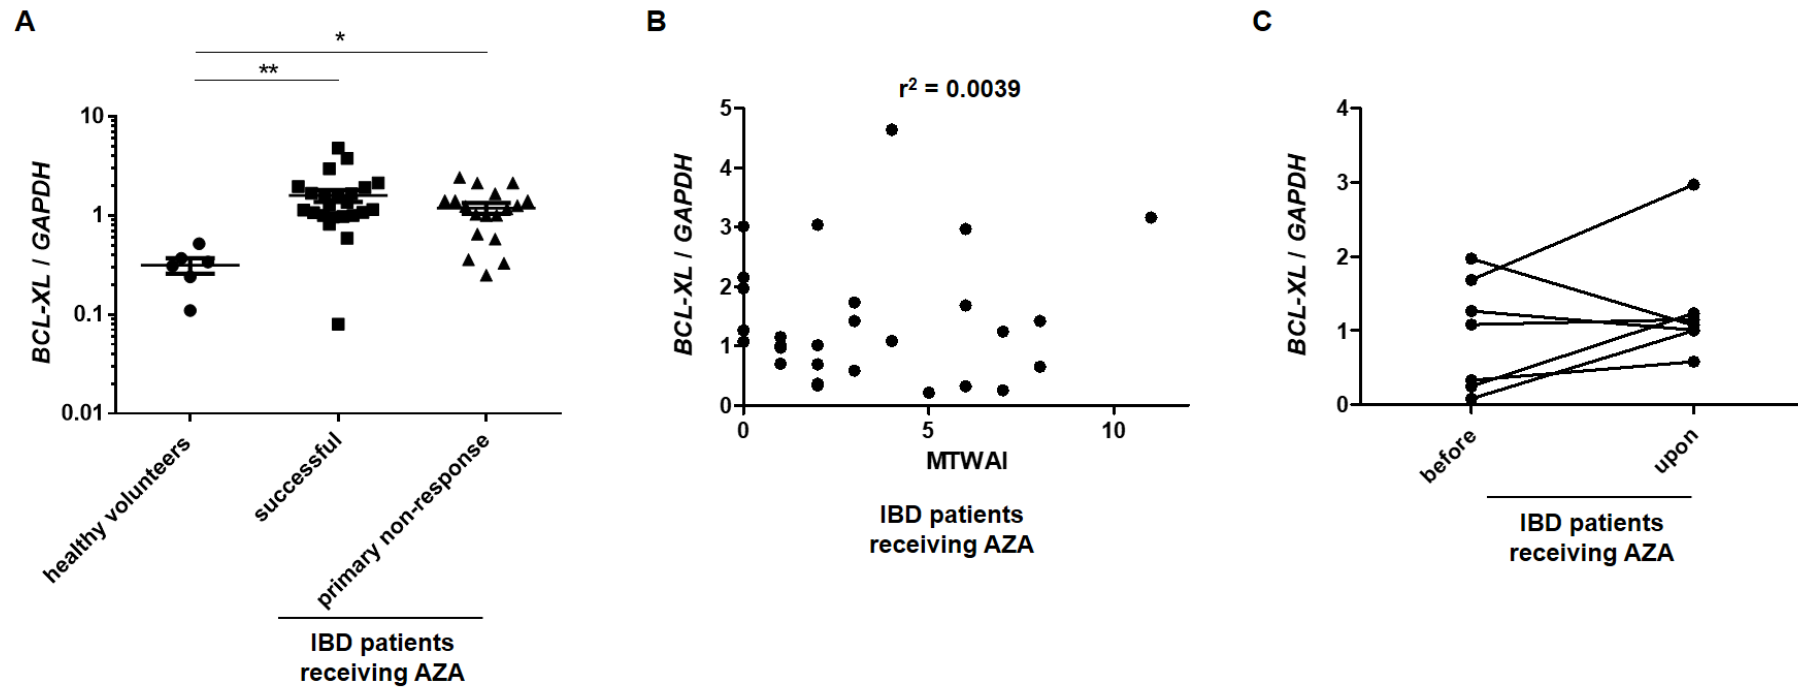 A
*
**
10
1
0.1
0.01
BCL-XL / GAPDH
healthy volunteers
successful
primary non-response
IBD patients
receiving AZA
B
r² = 0.0039
5
4
3
2
1
0
BCL-XL / GAPDH
0
5
10
MTWAI
IBD patients
receiving AZA
C
4
3
2
1
0
BCL-XL / GAPDH
before
upon
IBD patients
receiving AZA